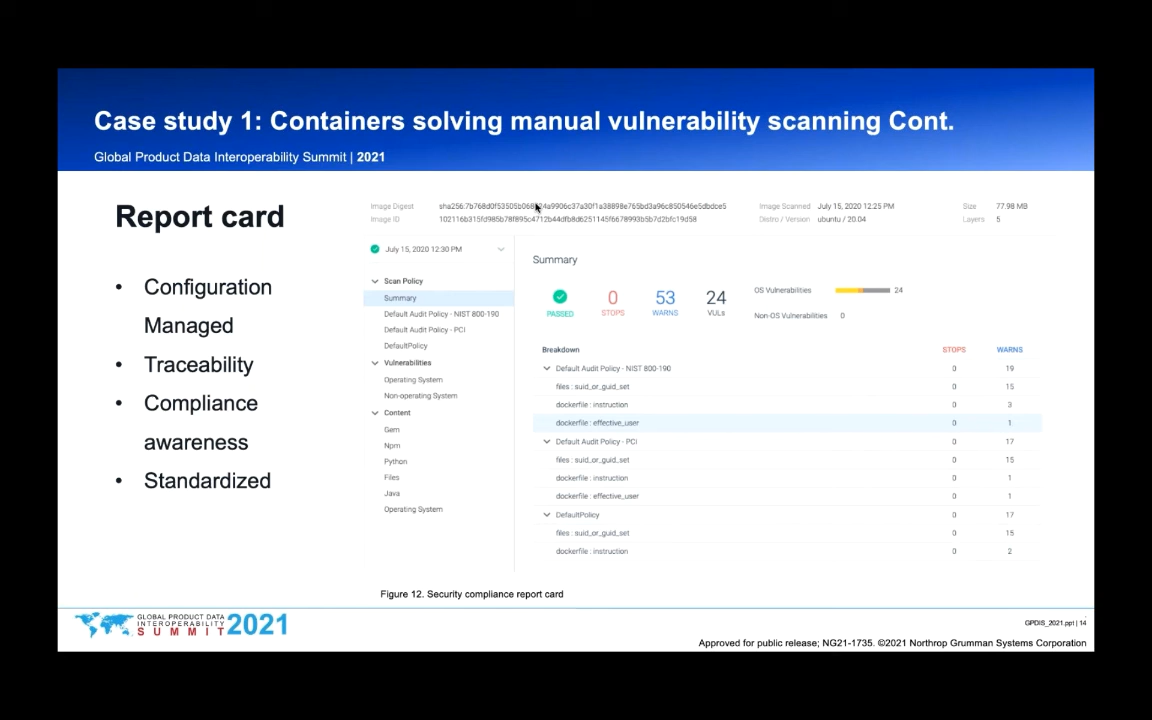 Case study 1: Containers solving manual vulnerability scanning Cont.
Global Product Data Interoperability Summit | 2021
Report card
• Configuration
Managed
• Traceability
• Compliance
awareness
• Standardized
Image Digest
Image ID 102116b315fd985b78f895c4712b44dfb8d6251145f6678993b5b7d2bfc19d58
Image Scanned July 15, 2020 12:25 PM
Distro / Version ubuntu / 20.04
Size 77.98 MB
Layers 5
July 15, 2020 12:30 PM
Scan Policy
Summary
Default Audit Policy - NIST 800-190
Default Audit Policy - PCI
DefaultPolicy
Vulnerabilities
Operating System
Non-operating System
Content
Gem
Npm
Python
Files
Java
Operating System
Summary
PASSED
0 STOPS
53 WARNS
24 VULs
OS Vulnerabilities 24
Non-OS Vulnerabilities 0
Breakdown STOPS WARNS
Default Audit Policy - NIST 800-190 0 19
files : suid_or_guid_set 0 15
dockerfile : instruction 0 3
dockerfile : effective_user 0 1
Default Audit Policy - PCI 0 17
files : suid_or_guid_set 0 15
dockerfile : instruction 0 1
dockerfile : effective_user 0 1
DefaultPolicy 0 17
files : suid_or_guid_set 0 15
dockerfile : instruction 0 2
Figure 12. Security compliance report card
GLOBAL PRODUCT DATA
INTEROPERABILITY
SUMMIT 2021
GPDIS_2021.ppt | 14
Approved for public release; NG21-1735. ©2021 Northrop Grumman Systems Corporation